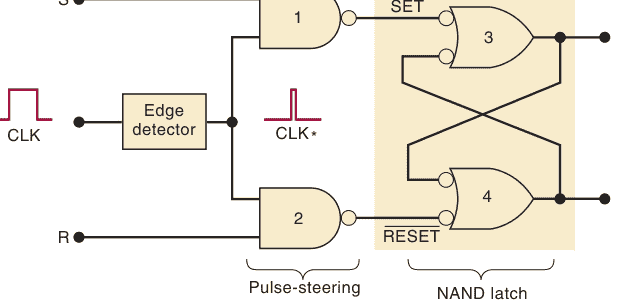 S
1
SET
3
Edge
detector
CLK
CLK*
2
4
R
RESET
Pulse-steering
NAND latch